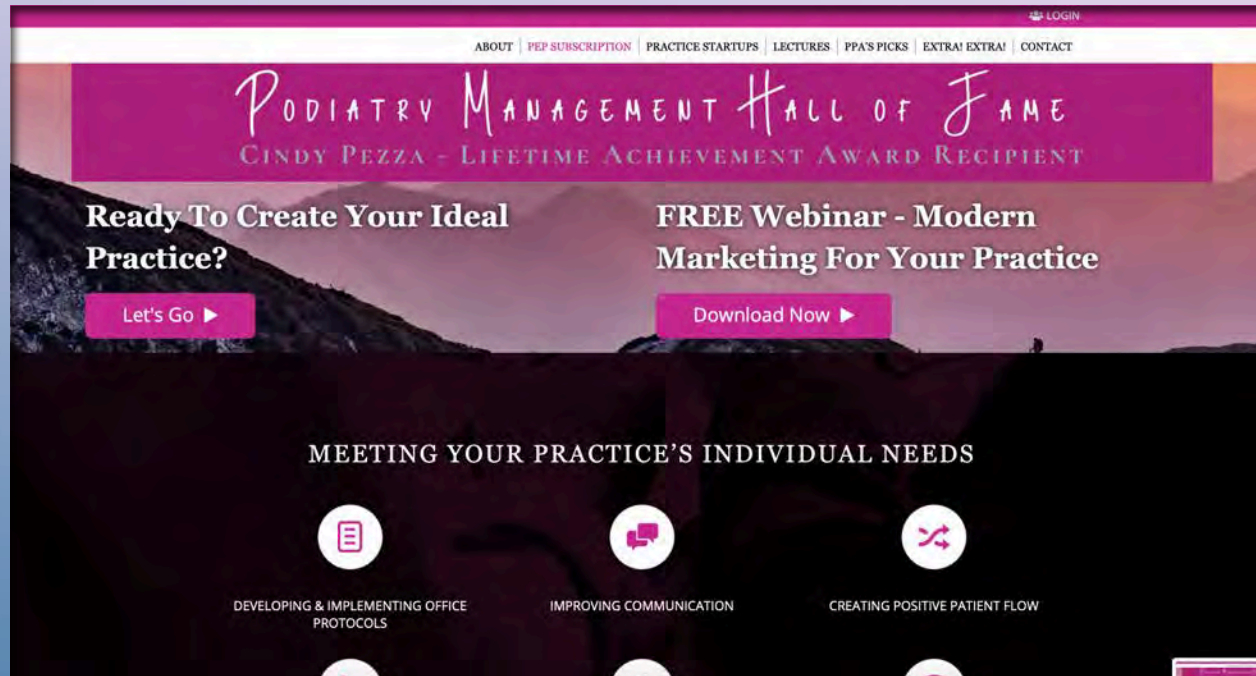 LOGIN
ABOUT | PEP SUBSCRIPTION | PRACTICE STARTUPS | LECTURES | PPA'S PICKS | EXTRA! EXTRA! | CONTACT
PODIATRY MANAGEMENT HALL OF FAME
CINDY PEZZA - LIFETIME ACHIEVEMENT AWARD RECIPIENT
Ready To Create Your Ideal
Practice?
Let's Go
FREE Webinar - Modern
Marketing For Your Practice
Download Now
MEETING YOUR PRACTICE'S INDIVIDUAL NEEDS
DEVELOPING & IMPLEMENTING OFFICE
PROTOCOLS
IMPROVING COMMUNICATION
CREATING POSITIVE PATIENT FLOW